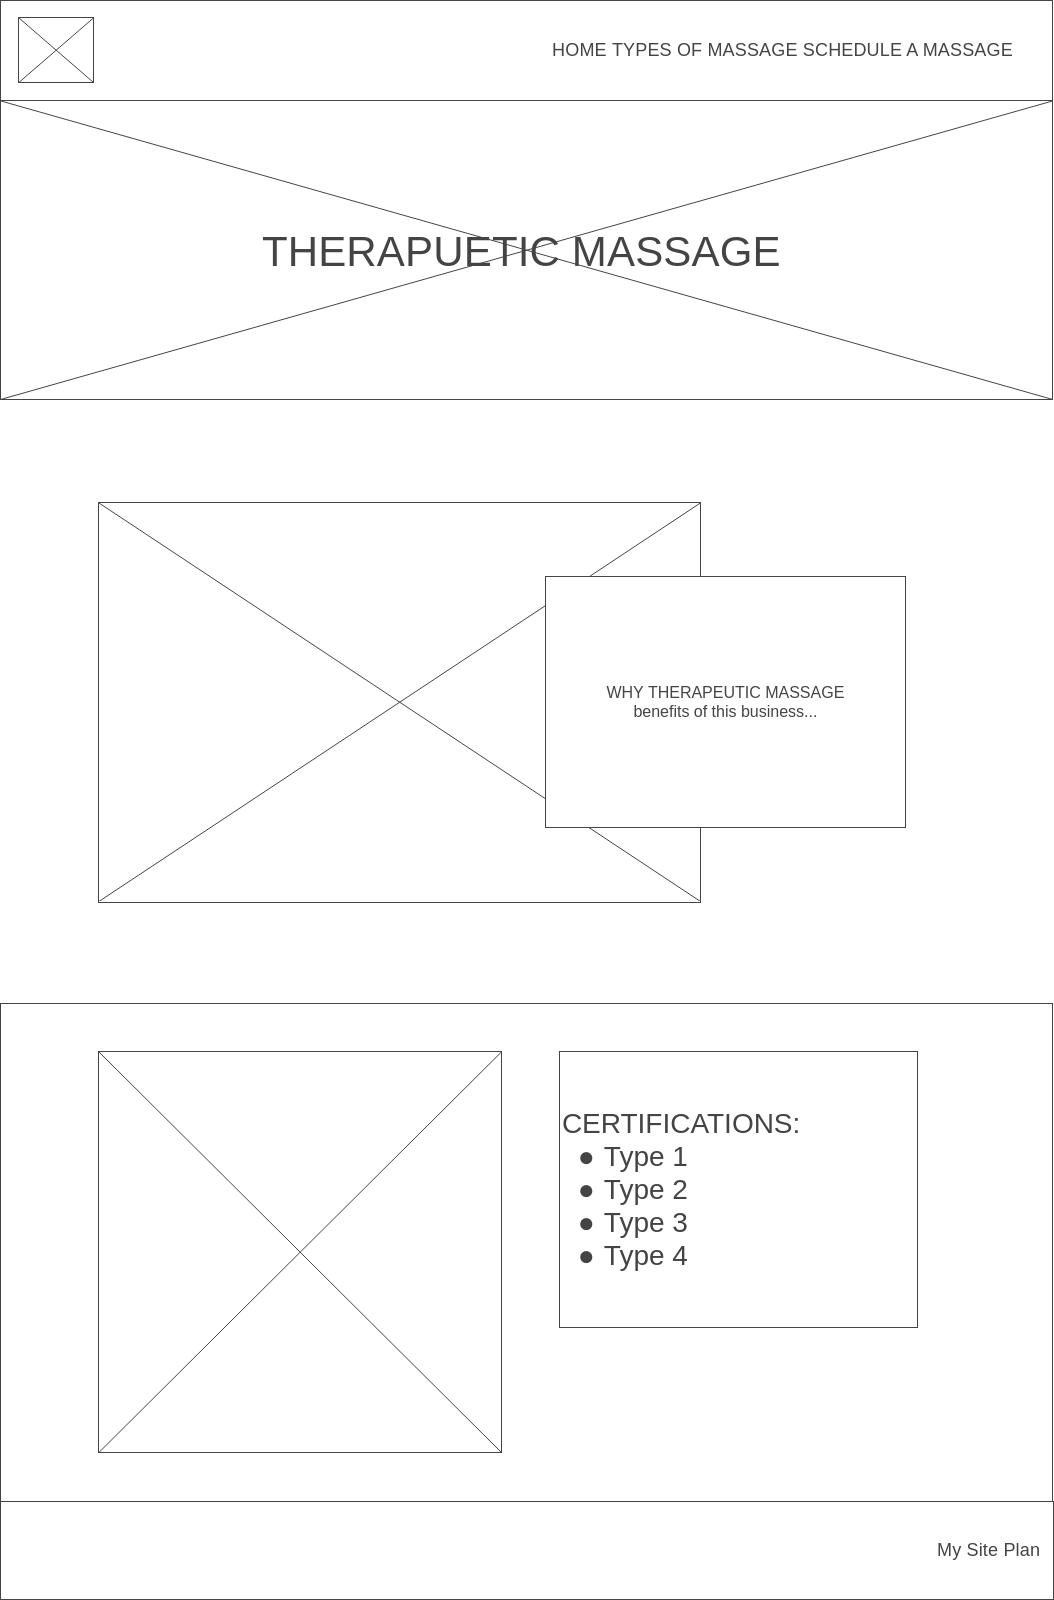 HOME TYPES OF MASSAGE SCHEDULE A MASSAGE
THERAPUETIC MASSAGE
WHY THERAPEUTIC MASSAGE
benefits of this business...
CERTIFICATIONS:
● Type 1
● Type 2
● Type 3
● Type 4
My Site Plan